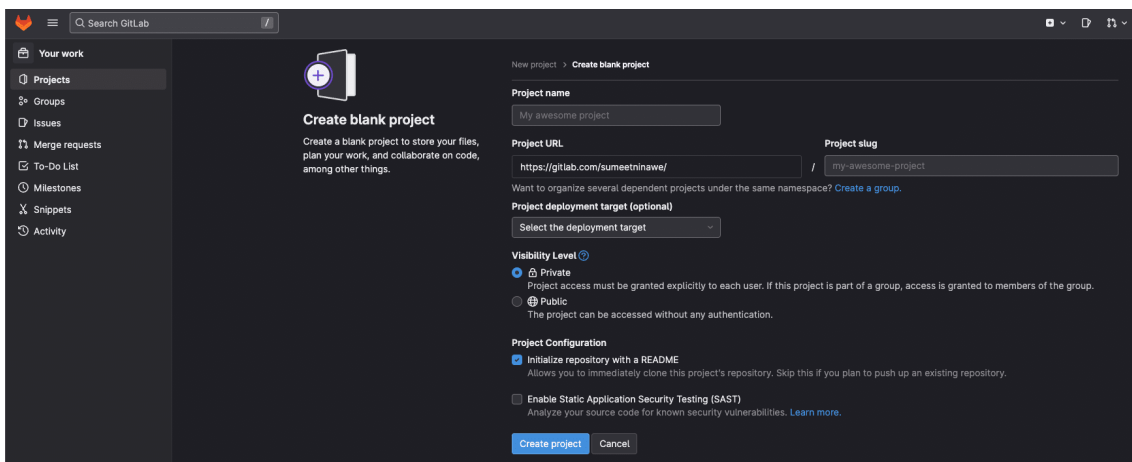 Search GitLab /
Your work
Projects
Groups
Issues
Merge requests
To-Do List
Milestones
Snippets
Activity
Create blank project
Create a blank project to store your files,
plan your work, and collaborate on code,
among other things.
New project > Create blank project
Project name
My awesome project
Project URL Project slug
https://gitlab.com/sumeetninawe/ / my-awesome-project
Want to organize several dependent projects under the same namespace? Create a group.
Project deployment target (optional)
Select the deployment target
Visibility Level
Private
Project access must be granted explicitly to each user. If this project is part of a group, access is granted to members of the group.
Public
The project can be accessed without any authentication.
Project Configuration
Initialize repository with a README
Allows you to immediately clone this project's repository. Skip this if you plan to push up an existing repository.
Enable Static Application Security Testing (SAST)
Analyze your source code for known security vulnerabilities. Learn more.
Create project Cancel